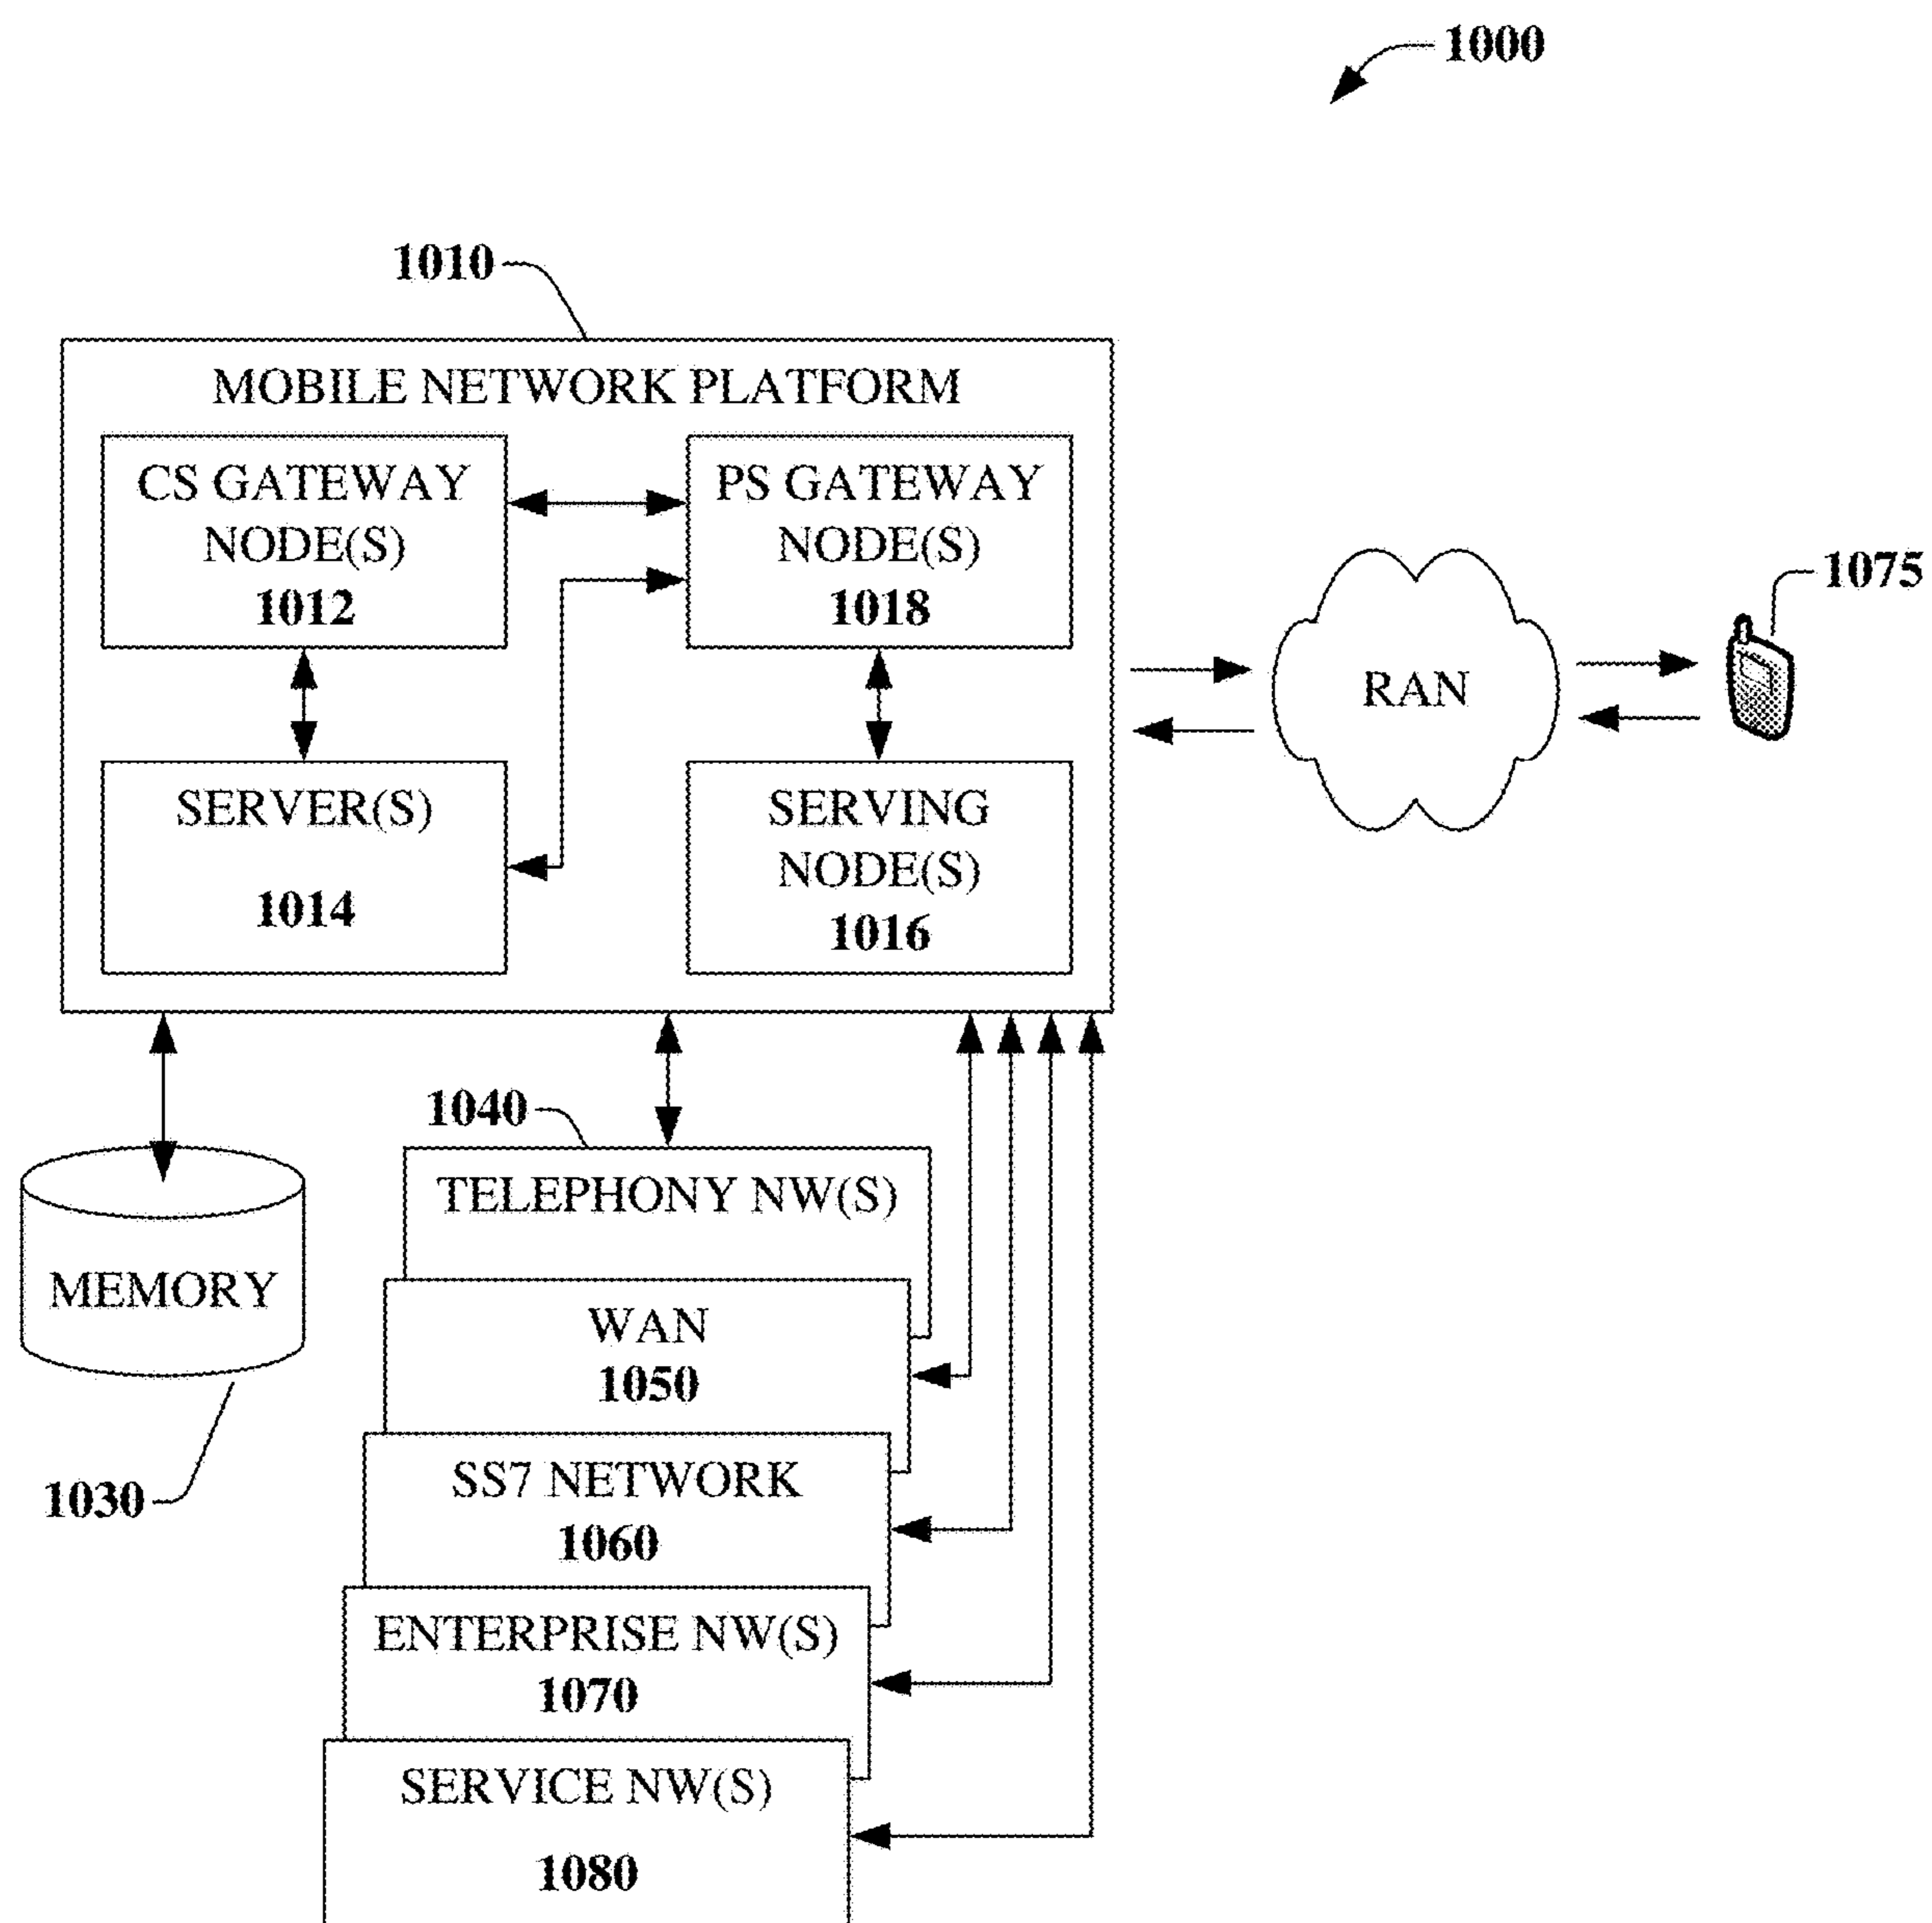 1000
1010
MOBILE NETWORK PLATFORM
CS GATEWAY
NODE(S)
1012
PS GATEWAY
NODE(S)
1018
SERVER(S)
1014
SERVING
NODE(S)
1016
RAN
1075
1040
TELEPHONY NW(S)
MEMORY
1030
WAN
1050
SS7 NETWORK
1060
ENTERPRISE NW(S)
1070
SERVICE NW(S)
1080